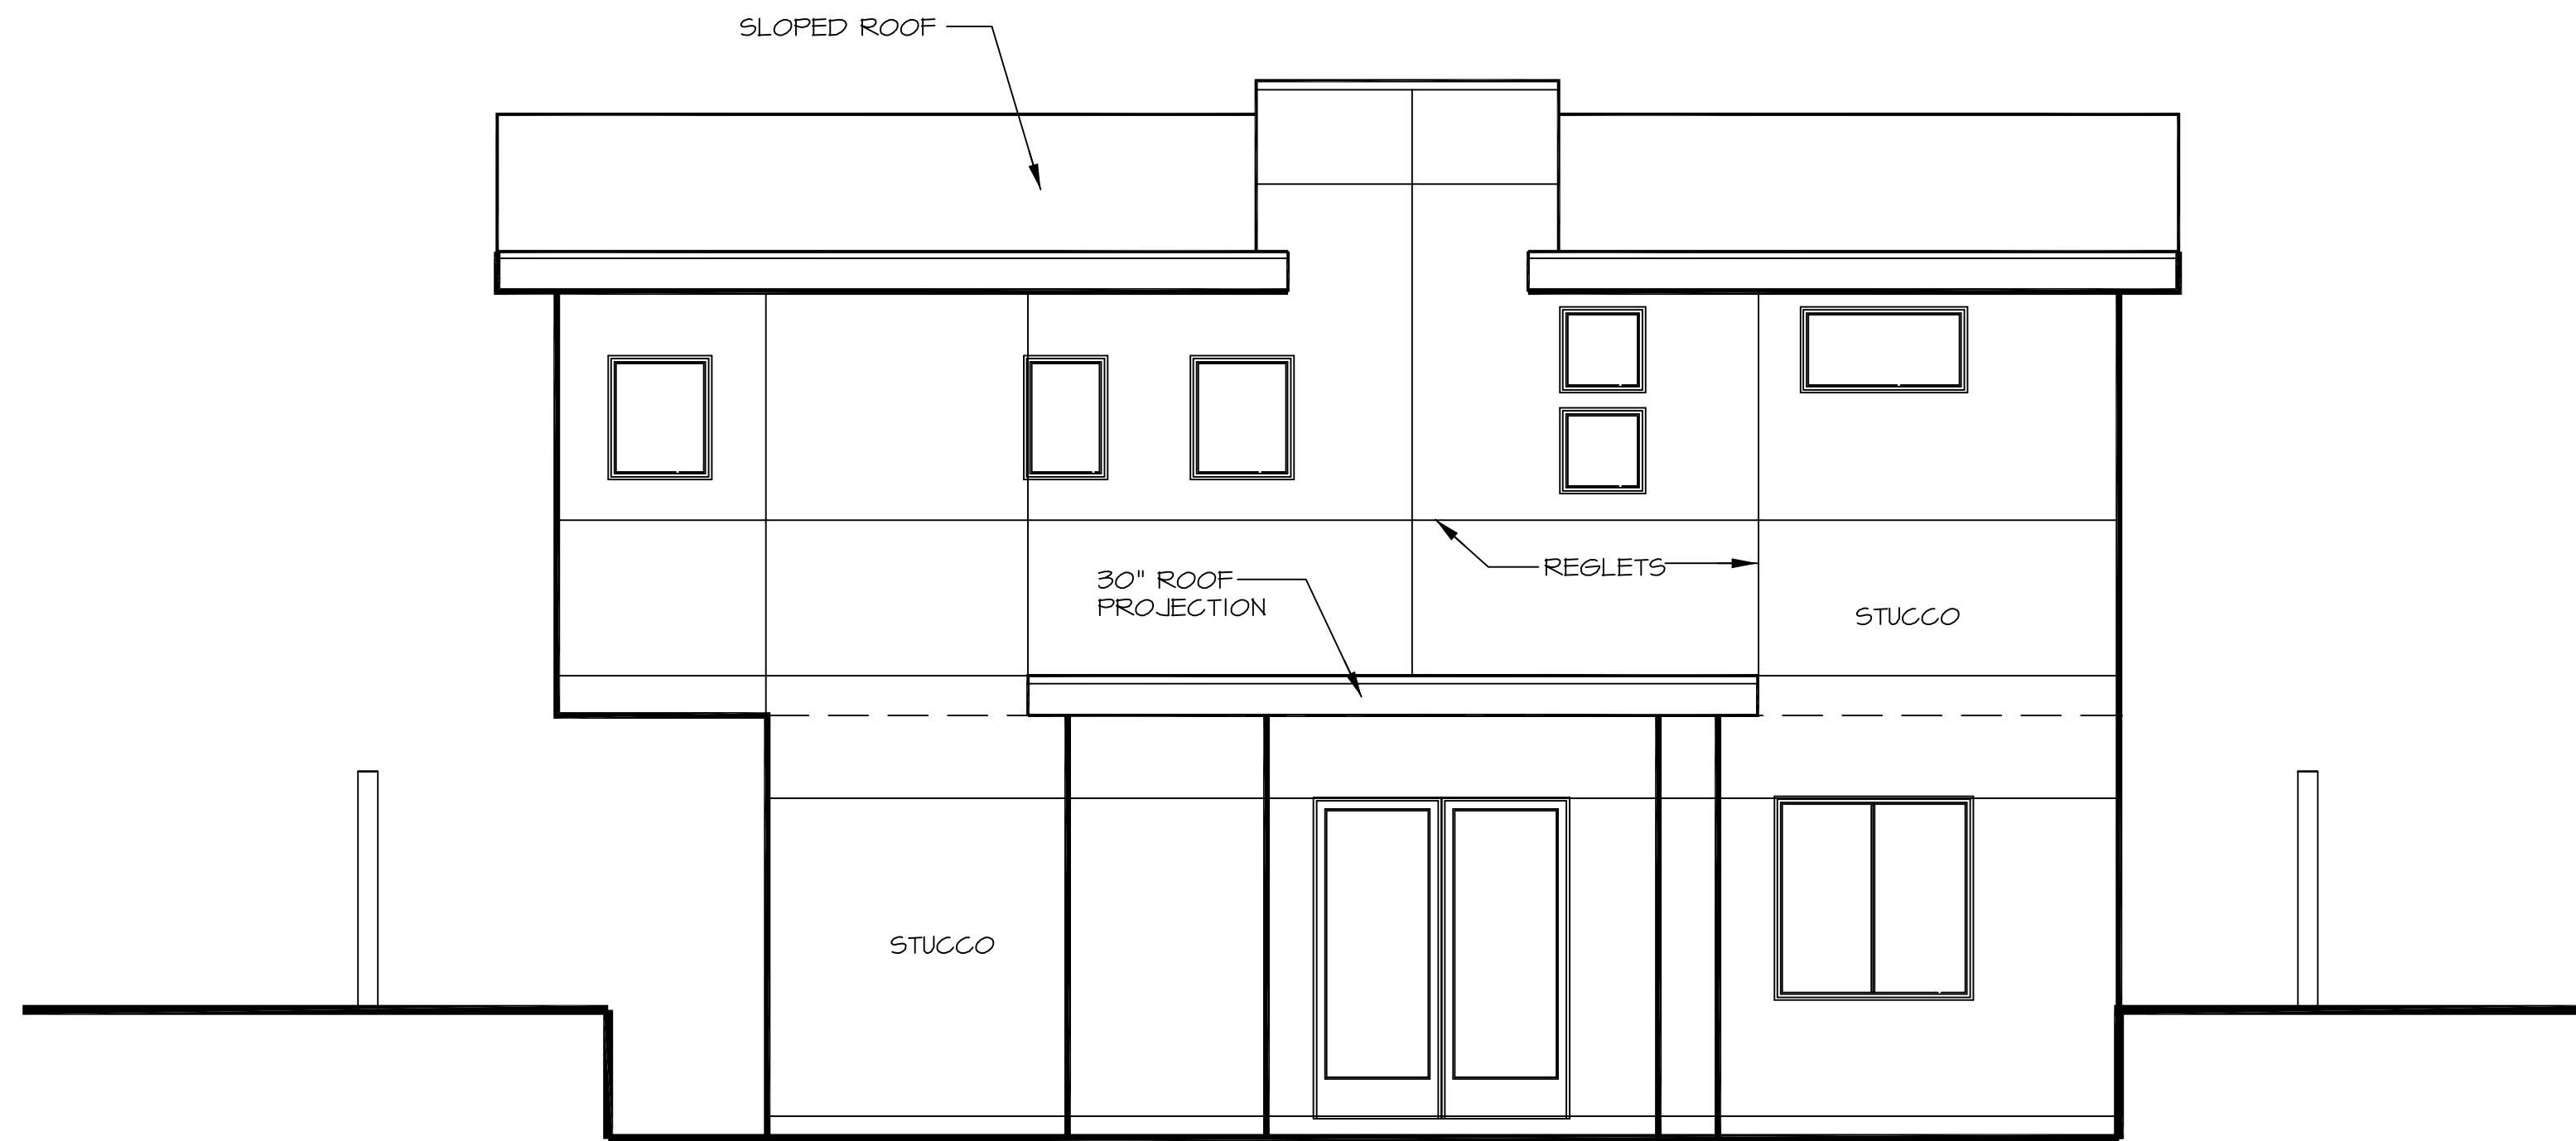 SLOPED ROOF
REGLETS
30" ROOF
PROJECTION
STUCCO
STUCCO